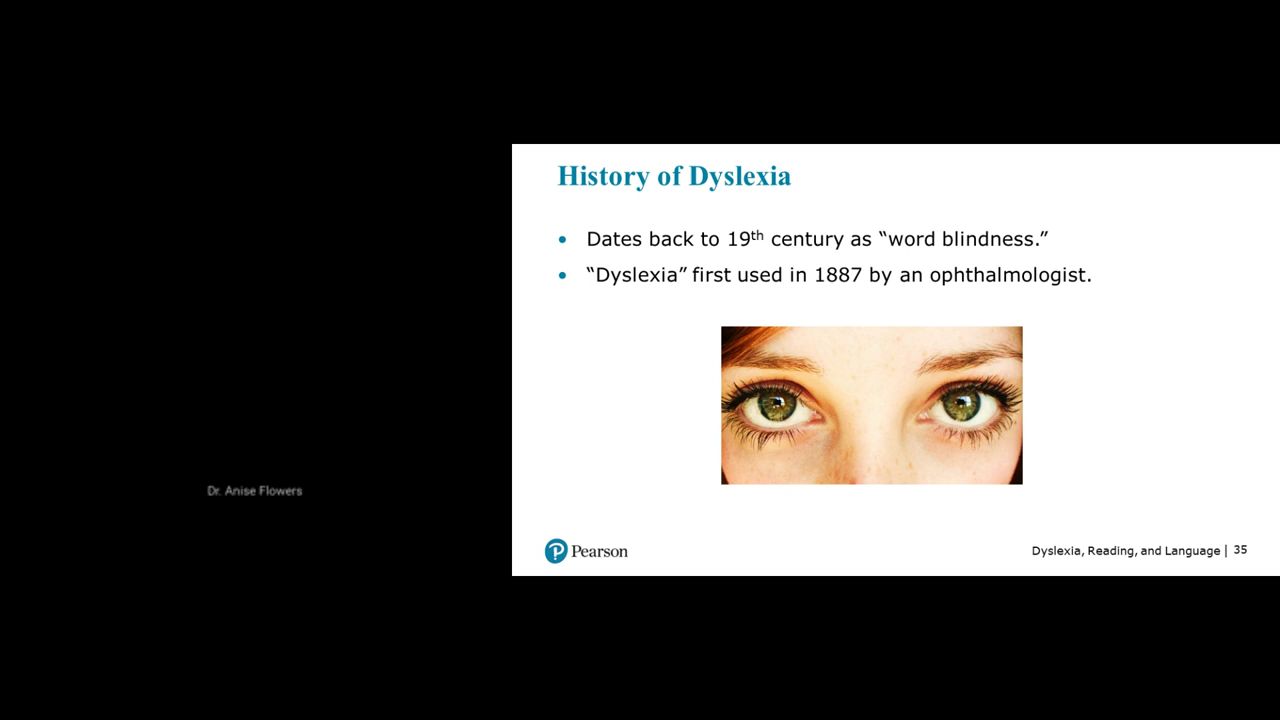 History of Dyslexia
• Dates back to 19th century as “word blindness.”
• “Dyslexia” first used in 1887 by an ophthalmologist.
Dr. Anise Flowers
Pearson
Dyslexia, Reading, and Language | 35